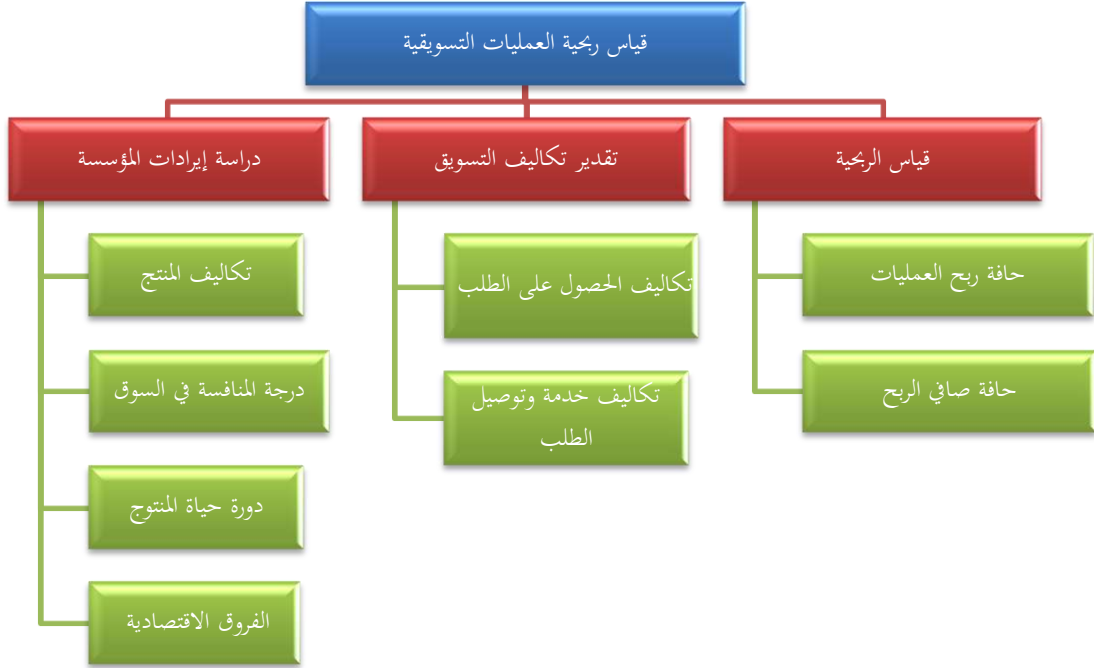 قياس ربحية العمليات التسويقية
قياس الربحية
حافة ربح العمليات
حافة صافي الربح
تقدير تكاليف التسويق
تكاليف الحصول على الطلب
تكاليف خدمة وتوصيل
الطلب
دراسة إيرادات المؤسسة
تكاليف المنتج
درجة المنافسة في السوق
دورة حياة المنتوج
الفروق الاقتصادية